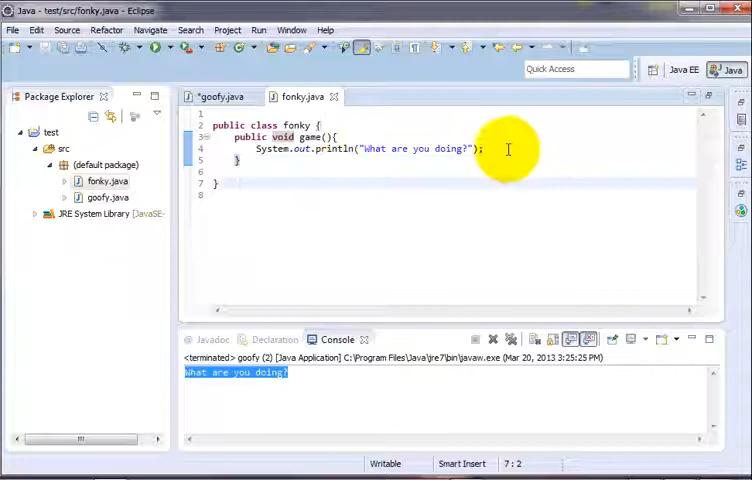 Java - test/src/fonky.java - Eclipse
File Edit Source Refactor Navigate Search Project Run Window Help
Quick Access
Java EE
Java
Package Explorer
*goofy.java
fonky.java
test
src
(default package)
fonky.java
goofy.java
JRE System Library [JavaSE-
1
2 public class fonky {
3 public void game(){
4 System.out.println("What are you doing?");
5 }
6
7 }
8
Javadoc Declaration Console
<terminated> goofy (2) [Java Application] C:\Program Files\Java\jre7\bin\javaw.exe (Mar 20, 2013 3:25:25 PM)
What are you doing?
Writable
Smart Insert
7 : 2